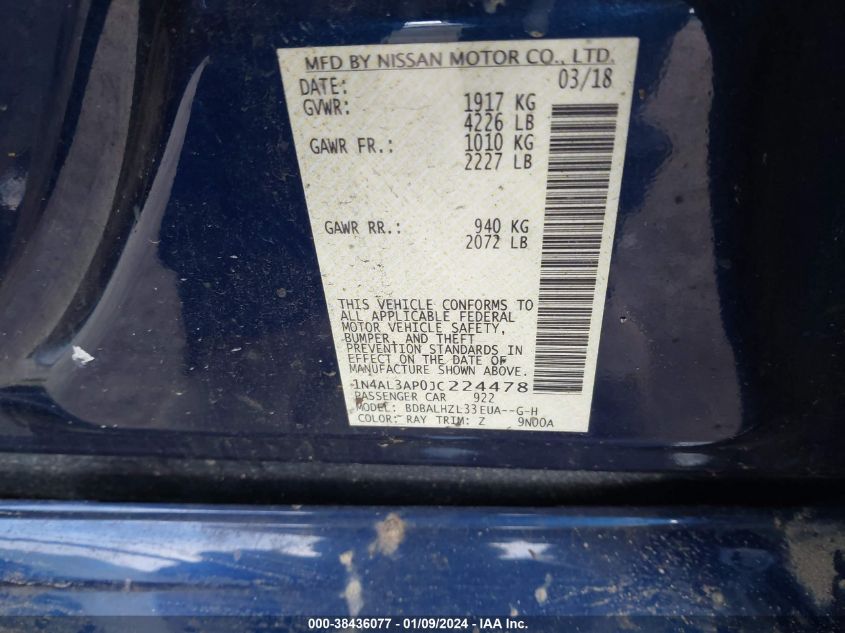 MFD BY NISSAN MOTOR CO., LTD.
DATE: 03/18
GVWR: 1917 KG
4226 LB
GAWR FR.: 1010 KG
2227 LB
GAWR RR.: 940 KG
2072 LB
THIS VEHICLE CONFORMS TO
ALL APPLICABLE FEDERAL
MOTOR VEHICLE SAFETY,
BUMPER, AND THEFT
PREVENTION STANDARDS IN
EFFECT ON THE DATE OF
MANUFACTURE SHOWN ABOVE.
1N4AL3AP0JC224478
PASSENGER CAR 922
MODEL: BDBALHZL33EUA--G-H
COLOR: RAY TRIM: Z 9N00A
000-38436077 - 01/09/2024 - IAA Inc.